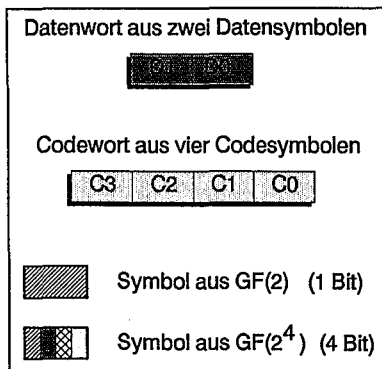 Datenwort aus zwei Datensymbolen
Codewort aus vier Codesymbolen
C3 C2 C1 C0
Symbol aus GF(2) (1 Bit)
Symbol aus GF(2⁴) (4 Bit)